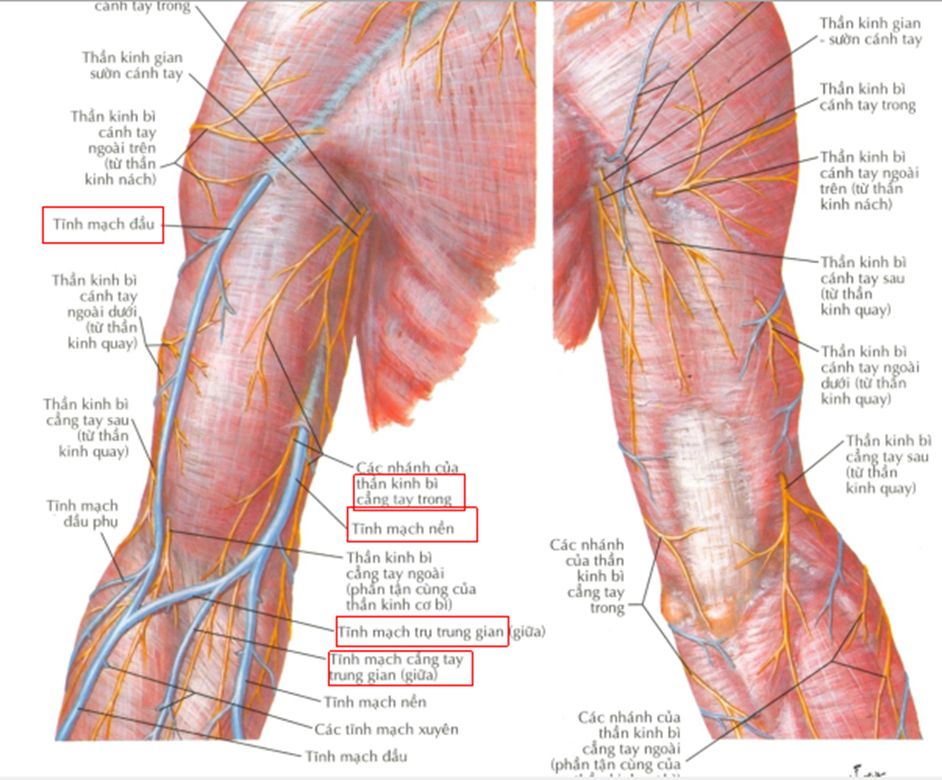 cánh tay trong
Thần kinh gian
sườn cánh tay
Thần kinh bì
cánh tay
ngoài trên
(từ thần
kinh nách)
Tĩnh mạch đầu
Thần kinh bì
cánh tay
ngoài dưới
(từ thần
kinh quay)
Thần kinh bì
cẳng tay sau
(từ thần
kinh quay)
Tĩnh mạch
đầu phụ
Các nhánh của
thần kinh bì
cẳng tay trong
Tĩnh mạch nền
Thần kinh bì
cẳng tay ngoài
(phần tận cùng của
thần kinh cơ bì)
Tĩnh mạch trụ trung gian (giữa)
Tĩnh mạch cẳng tay
trung gian (giữa)
Tĩnh mạch nền
Các tĩnh mạch xuyên
Tĩnh mạch đầu
Thần kinh gian
- sườn cánh tay
Thần kinh bì
cánh tay trong
Thần kinh bì
cánh tay ngoài
trên (từ thần
kinh nách)
Thần kinh bì
cánh tay sau
(từ thần
kinh quay)
Thần kinh bì
cánh tay ngoài
dưới (từ thần
kinh quay)
Thần kinh bì
cẳng tay sau
(từ thần
kinh quay)
Các nhánh
của thần
kinh bì
cẳng tay
trong
Các nhánh của
thần kinh bì
cẳng tay ngoài
(phần tận cùng của